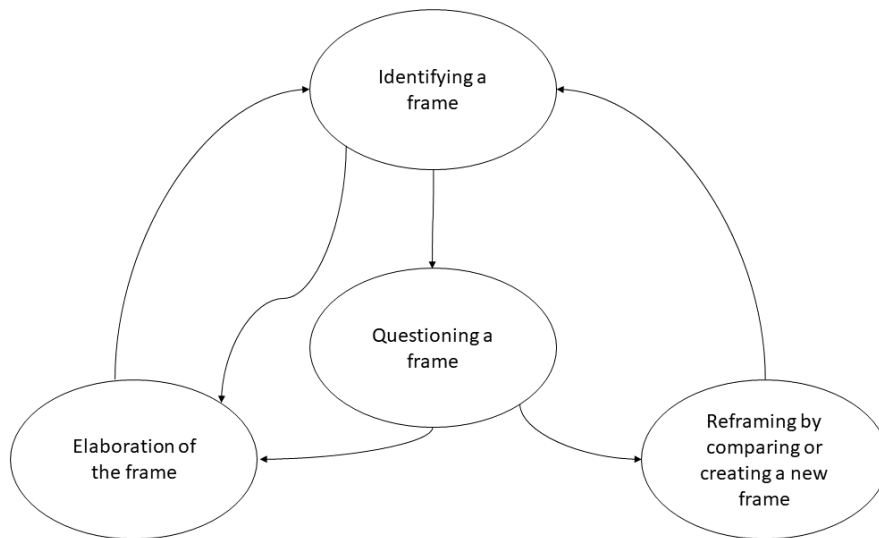 Identifying a
frame
Questioning a
frame
Elaboration of
the frame
Reframing by
comparing or
creating a new
frame